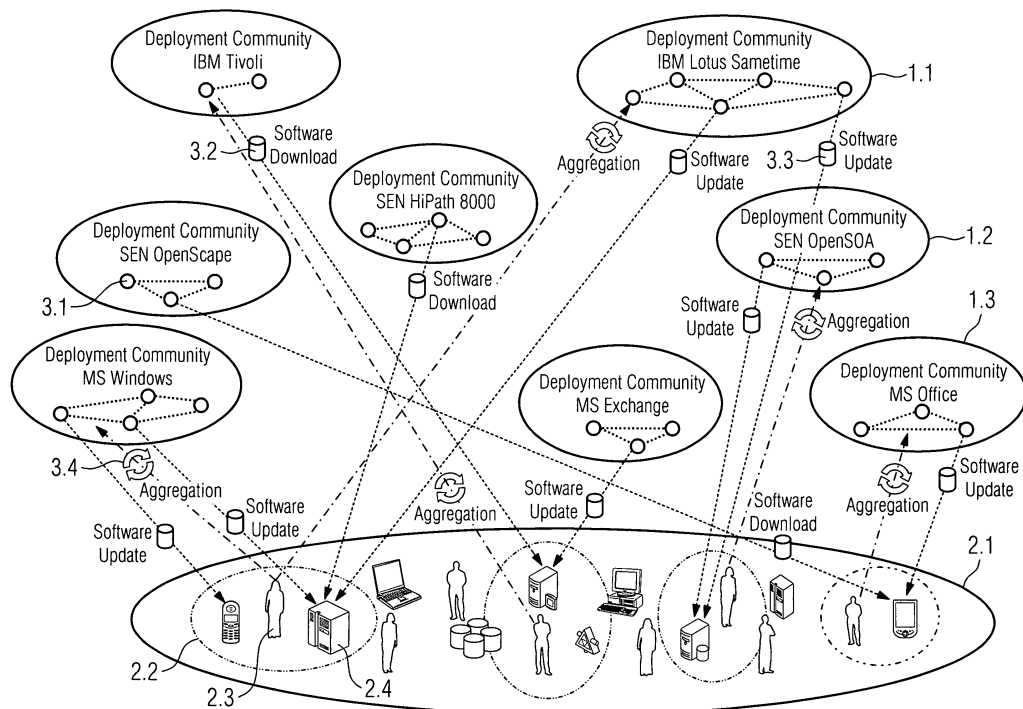 Deployment Community
IBM Tivoli
Deployment Community
IBM Lotus Sametime
1.1
3.2
Software
Download
Aggregation
Software
Update
3.3
Software
Update
Deployment Community
SEN HiPath 8000
Deployment Community
SEN OpenScape
3.1
Deployment Community
SEN OpenSOA
1.2
Software
Download
Software
Update
Aggregation
1.3
Deployment Community
MS Windows
Deployment Community
MS Exchange
Deployment Community
MS Office
3.4
Aggregation
Software
Update
Software
Update
Aggregation
Software
Update
Software
Download
Aggregation
Software
Update
2.1
2.2
2.3
2.4